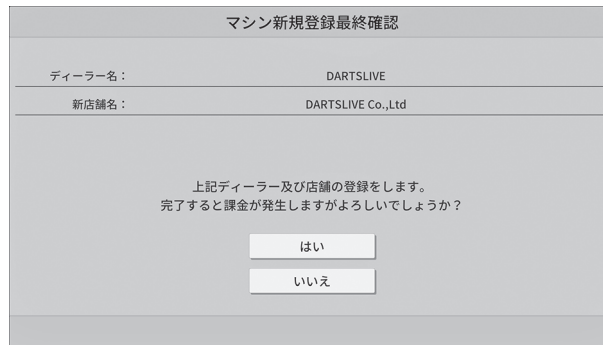 マシン新規登録最終確認
ディーラー名： DARTSLIVE
新店舗名： DARTSLIVE Co.,Ltd
上記ディーラー及び店舗の登録をします。
完了すると課金が発生しますがよろしいでしょうか？
はい
いいえ